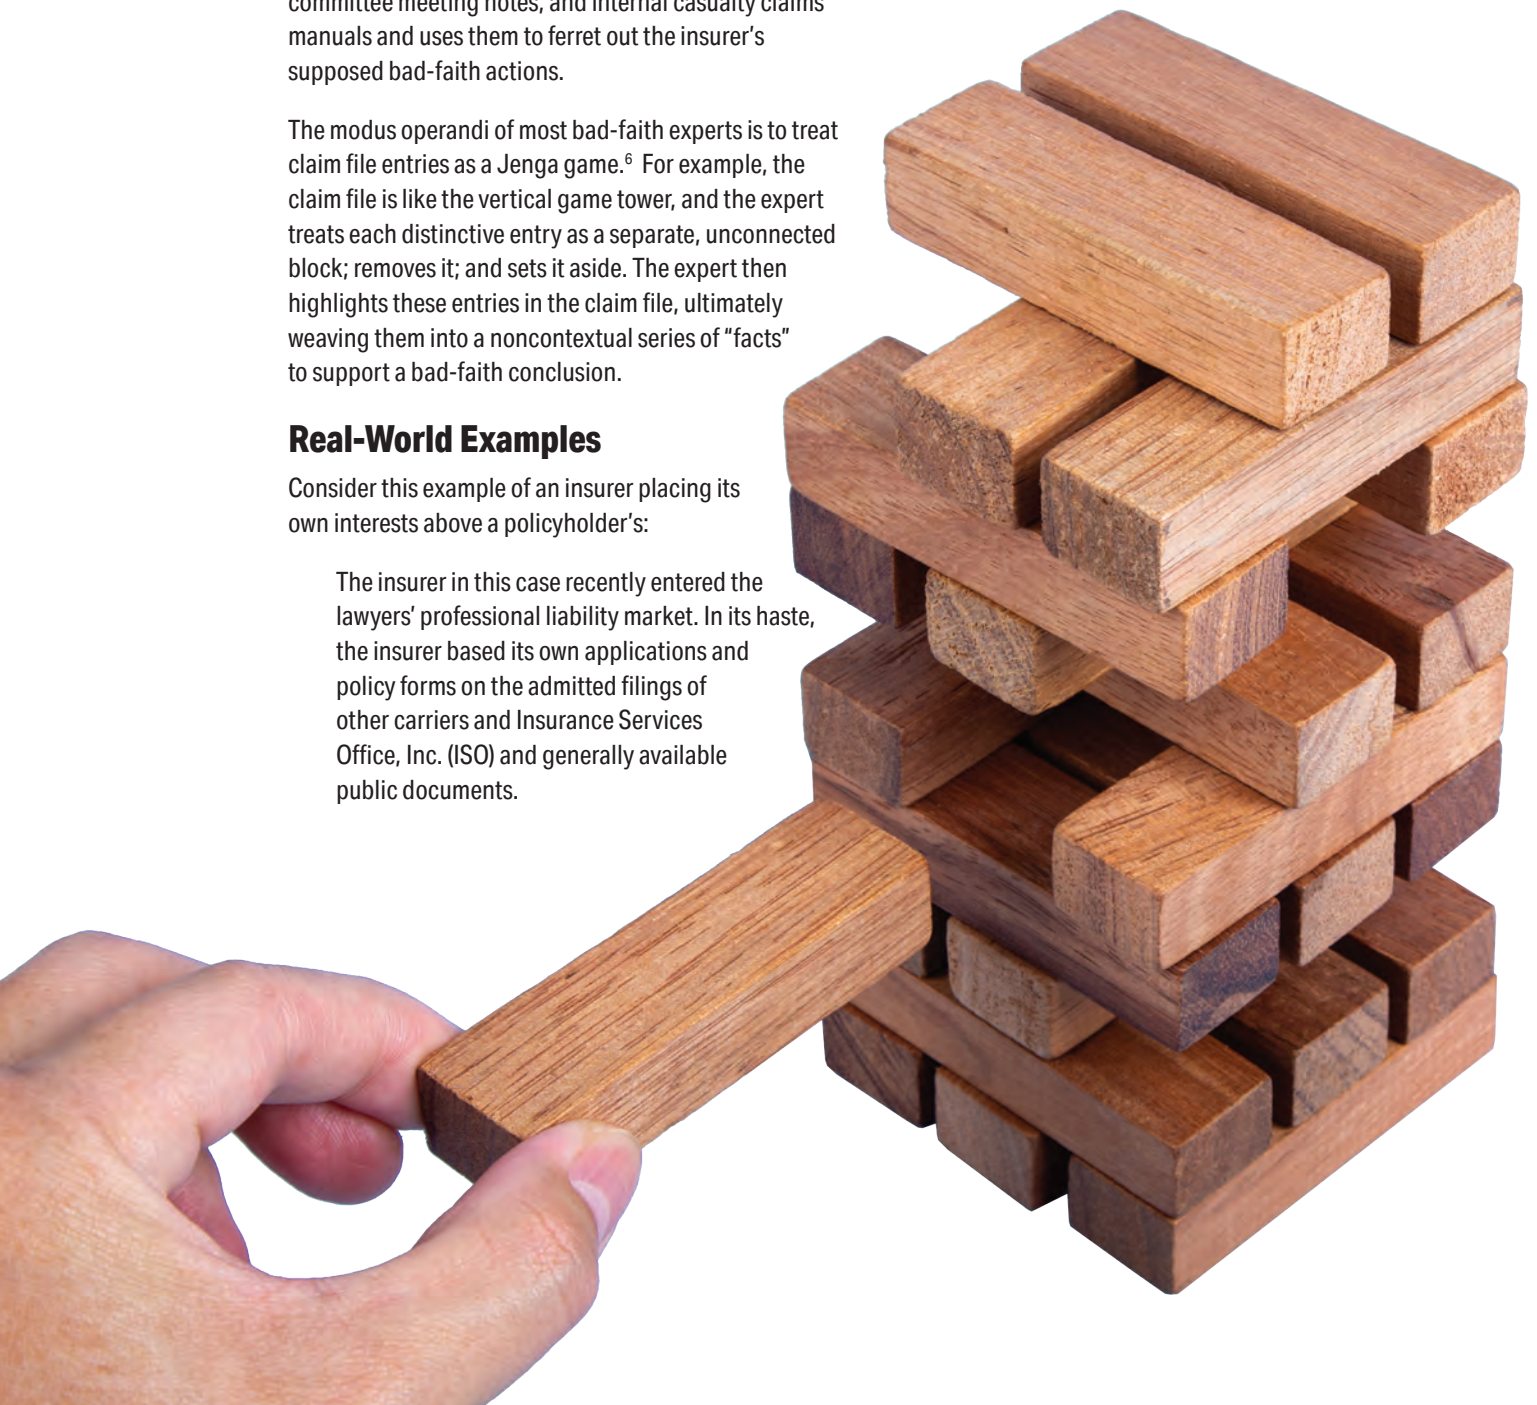 committee meeting notes, and internal casualty claims
manuals and uses them to ferret out the insurer's
supposed bad-faith actions.
The modus operandi of most bad-faith experts is to treat
claim file entries as a Jenga game.⁶ For example, the
claim file is like the vertical game tower, and the expert
treats each distinctive entry as a separate, unconnected
block; removes it; and sets it aside. The expert then
highlights these entries in the claim file, ultimately
weaving them into a noncontextual series of “facts”
to support a bad-faith conclusion.
Real-World Examples
Consider this example of an insurer placing its
own interests above a policyholder's:
The insurer in this case recently entered the
lawyers' professional liability market. In its haste,
the insurer based its own applications and
policy forms on the admitted filings of
other carriers and Insurance Services
Office, Inc. (ISO) and generally available
public documents.